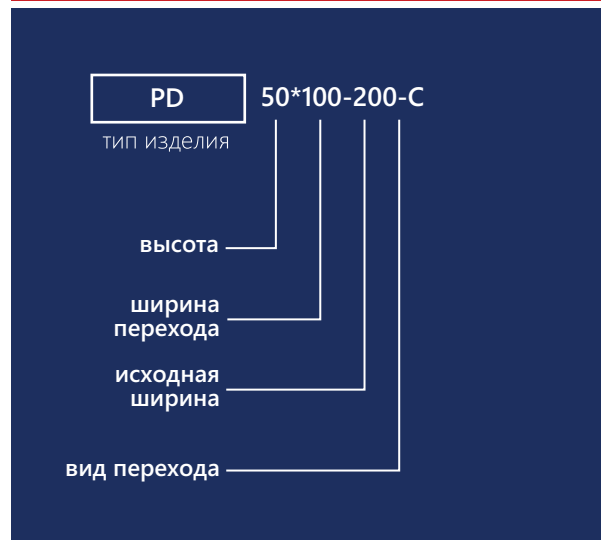 PD 50*100-200-C
тип изделия
высота
ширина
перехода
исходная
ширина
вид перехода